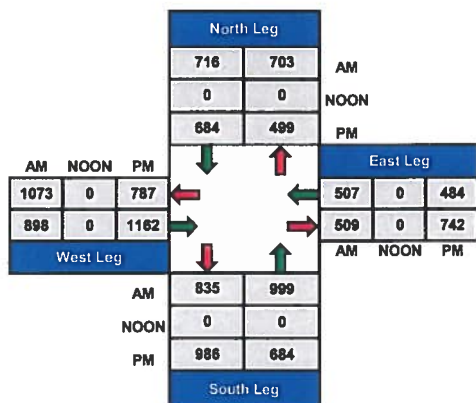 North Leg
716 703 AM
0 0 NOON
684 499 PM
AM NOON PM
East Leg
1073 0 787
507 0 484
898 0 1162
509 0 742
West Leg
AM NOON PM
AM 835 999
NOON 0 0
PM 986 684
South Leg